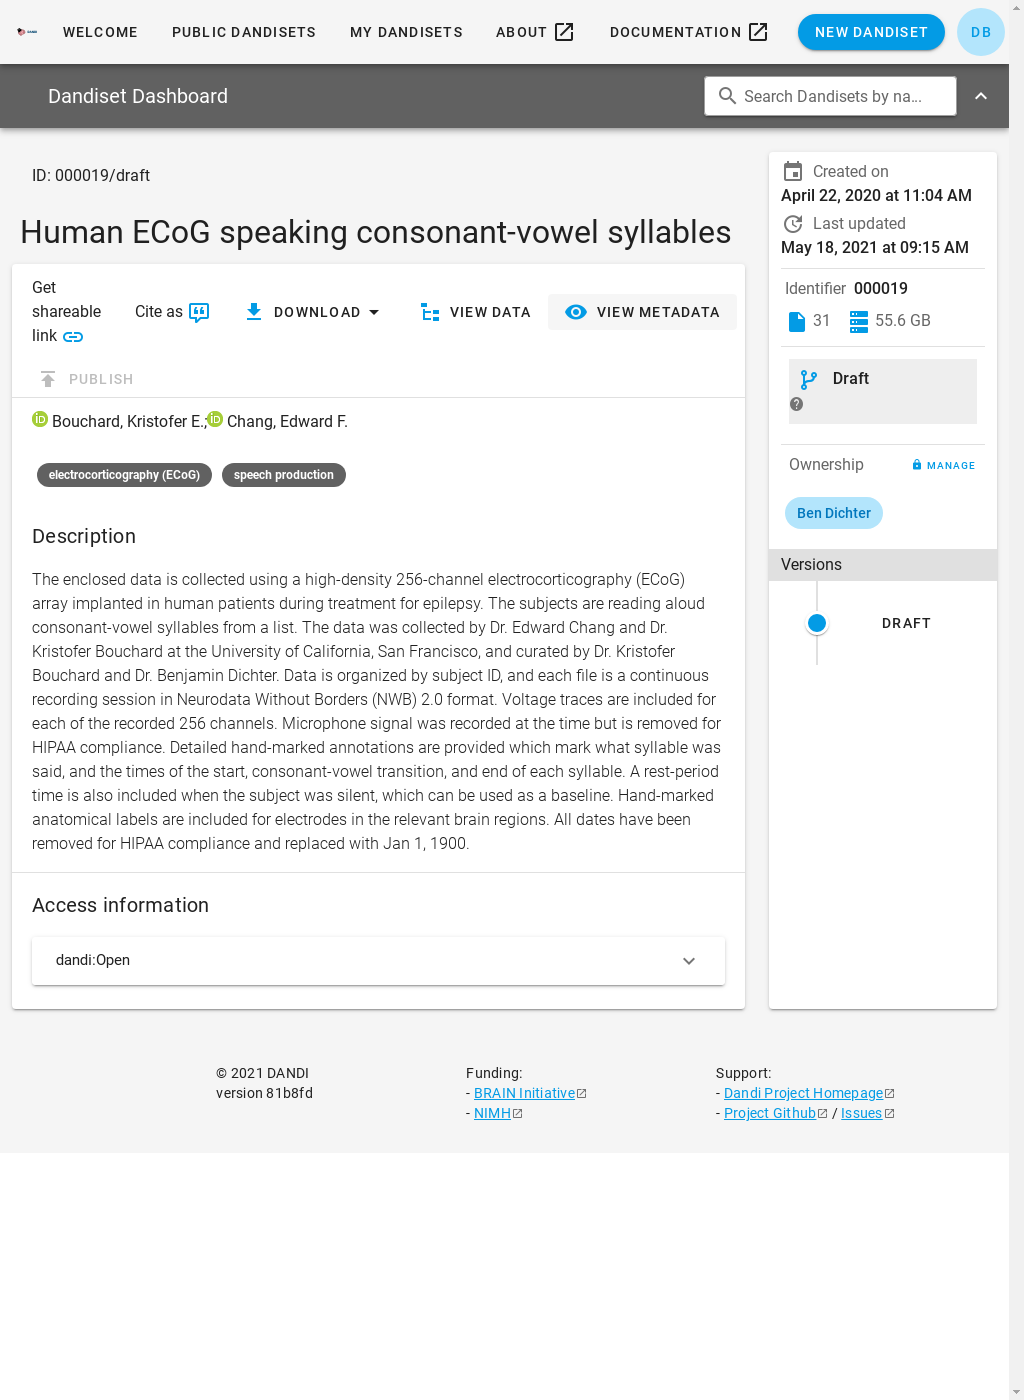 WELCOME PUBLIC DANDISETS MY DANDISETS ABOUT DOCUMENTATION NEW DANDISET DB
Dandiset Dashboard Search Dandisets by na...
ID: 000019/draft
Human ECoG speaking consonant-vowel syllables
Get
shareable
link
Cite as DOWNLOAD VIEW DATA VIEW METADATA
PUBLISH
Bouchard, Kristofer E.; Chang, Edward F.
electrocorticography (ECoG) speech production
Description
The enclosed data is collected using a high-density 256-channel electrocorticography (ECoG)
array implanted in human patients during treatment for epilepsy. The subjects are reading aloud
consonant-vowel syllables from a list. The data was collected by Dr. Edward Chang and Dr.
Kristofer Bouchard at the University of California, San Francisco, and curated by Dr. Kristofer
Bouchard and Dr. Benjamin Dichter. Data is organized by subject ID, and each file is a continuous
recording session in Neurodata Without Borders (NWB) 2.0 format. Voltage traces are included for
each of the recorded 256 channels. Microphone signal was recorded at the time but is removed for
HIPAA compliance. Detailed hand-marked annotations are provided which mark what syllable was
said, and the times of the start, consonant-vowel transition, and end of each syllable. A rest-period
time is also included when the subject was silent, which can be used as a baseline. Hand-marked
anatomical labels are included for electrodes in the relevant brain regions. All dates have been
removed for HIPAA compliance and replaced with Jan 1, 1900.
Access information
dandi:Open
Created on
April 22, 2020 at 11:04 AM
Last updated
May 18, 2021 at 09:15 AM
Identifier 000019
31 55.6 GB
Draft
Ownership MANAGE
Ben Dichter
Versions
DRAFT
© 2021 DANDI
version 81b8fd
Funding:
- BRAIN Initiative
- NIMH
Support:
- Dandi Project Homepage
- Project Github / Issues